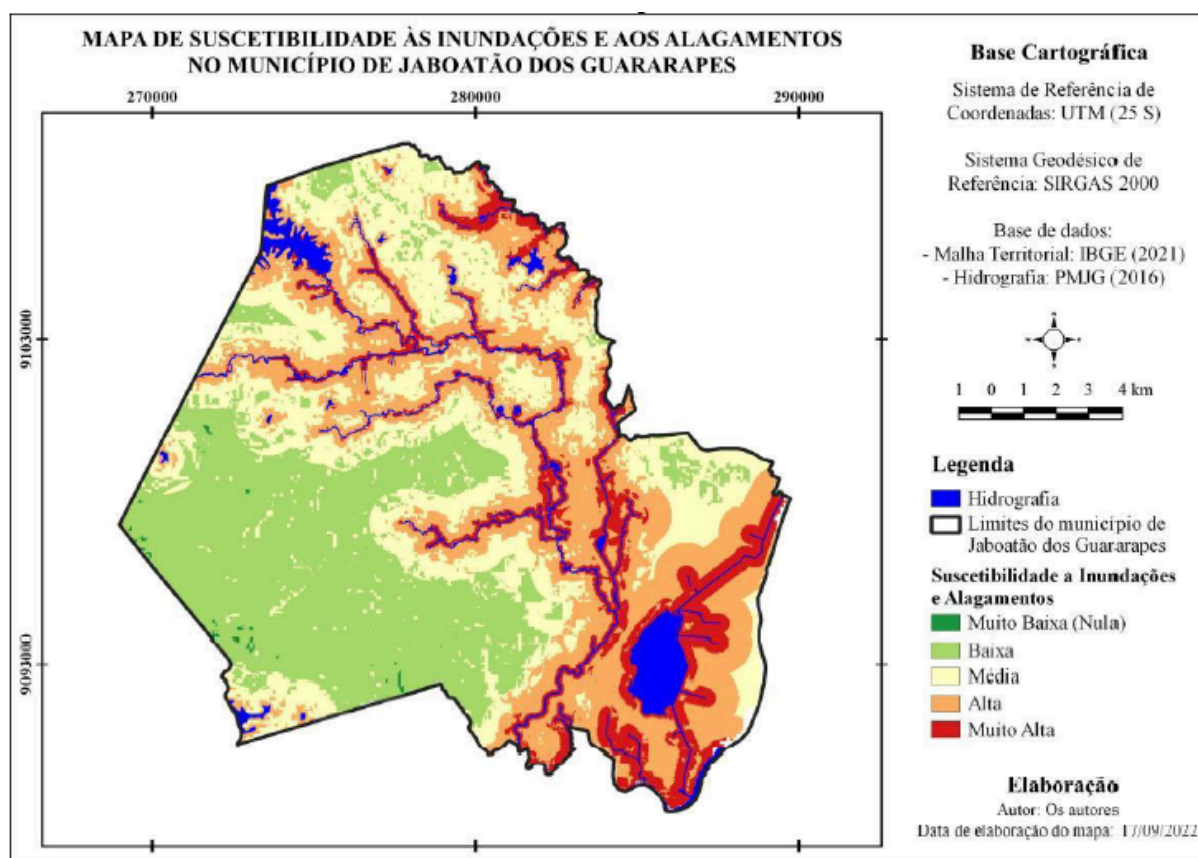 MAPA DE SUSCETIBILIDADE ÀS INUNDAÇÕES E AOS ALAGAMENTOS
NO MUNICÍPIO DE JABOATÃO DOS GUARARAPES
270000
280000
290000
9103000
9093000
Base Cartográfica
Sistema de Referência de
Coordenadas: UTM (25 S)
Sistema Geodésico de
Referência: SIRGAS 2000
Base de dados:
- Malha Territorial: IBGE (2021)
- Hidrografia: PMJG (2016)
1 0 1 2 3 4 km
Legenda
Hidrografia
Limites do município de
Jaboatão dos Guararapes
Suscetibilidade a Inundações
e Alagamentos
Muito Baixa (Nula)
Baixa
Média
Alta
Muito Alta
Elaboração
Autor: Os autores
Data de elaboração do mapa: 17/09/2022